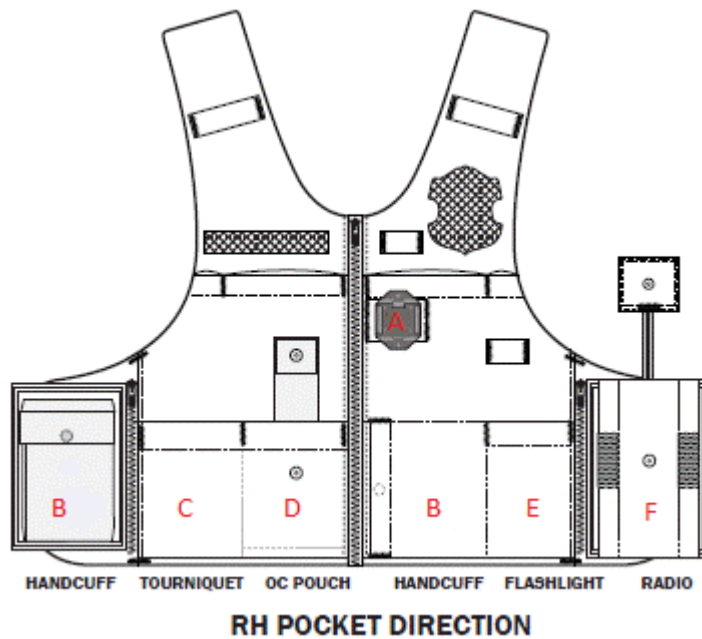 A
B C D B E F
HANDCUFF TOURNIQUET OC POUCH HANDCUFF FLASHLIGHT RADIO
RH POCKET DIRECTION